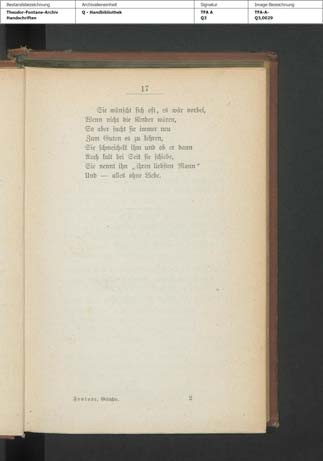 Bestandsbezeichnung Archivalieneinheit Signatur Image Bezeichnung
Theodor-Fontane-Archiv Q - Handbibliothek TFA A TFA-A-
Handschriften Q3 Q3,0029
17
Sie wünscht sich oft, es wär vorbei,
Wenn nicht die Kinder wären,
So aber sucht sie immer neu
Zum Guten es zu kehren,
Sie schmeichelt ihm und ob er dann
Auch kalt bei Seit sie schiebe,
Sie nennt ihn „ihren liebsten Mann“
Und — alles ohne Liebe.
Fontane, Gedichte. 2